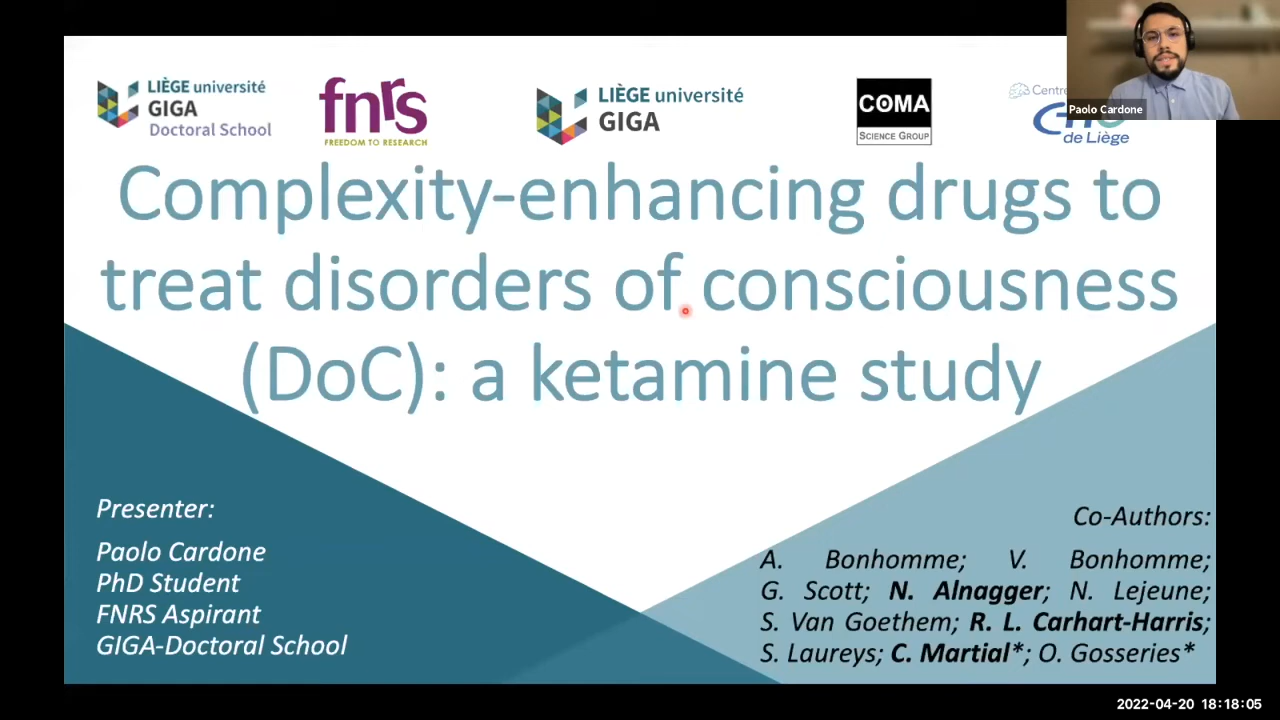 LIÈGE université
GIGA
Doctoral School
fnrs
FREEDOM TO RESEARCH
LIÈGE université
GIGA
COMA
SCIENCE GROUP
Centre
de Liège
Paolo Cardone
Complexity-enhancing drugs to
treat disorders of consciousness
(DoC): a ketamine study
Presenter:
Paolo Cardone
PhD Student
FNRS Aspirant
GIGA-Doctoral School
Co-Authors:
A. Bonhomme; V. Bonhomme;
G. Scott; N. Alnagger; N. Lejeune;
S. Van Goethem; R. L. Carhart-Harris;
S. Laureys; C. Martial*; O. Gosseries*
2022-04-20 18:18:05